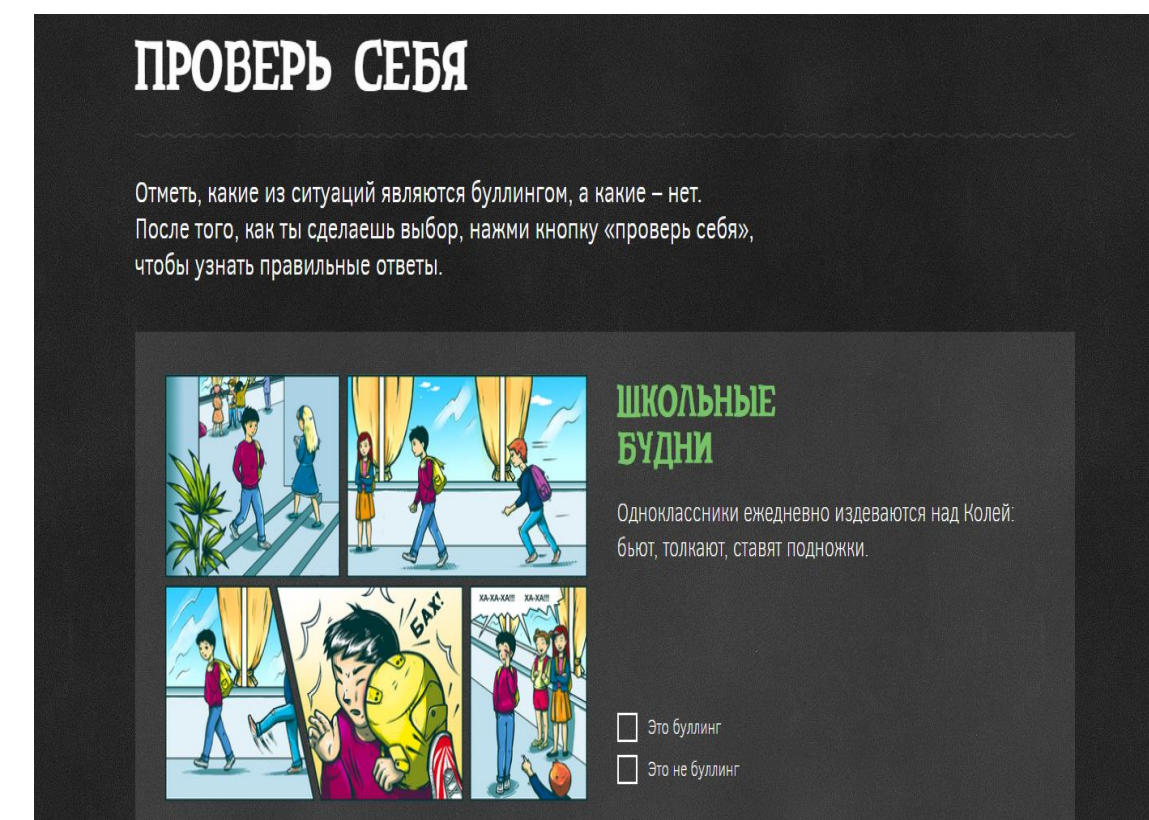 ПРОВЕРЬ СЕБЯ
Отметь, какие из ситуаций являются буллингом, а какие – нет.
После того, как ты сделаешь выбор, нажми кнопку «проверь себя»,
чтобы узнать правильные ответы.
ШКОЛЬНЫЕ
БУДНИ
Одноклассники ежедневно издеваются над Колей:
бьют, толкают, ставят подножки.
БАХ!
ХА-ХА-ХА!!! ХА-ХА!!!
Это буллинг
Это не буллинг